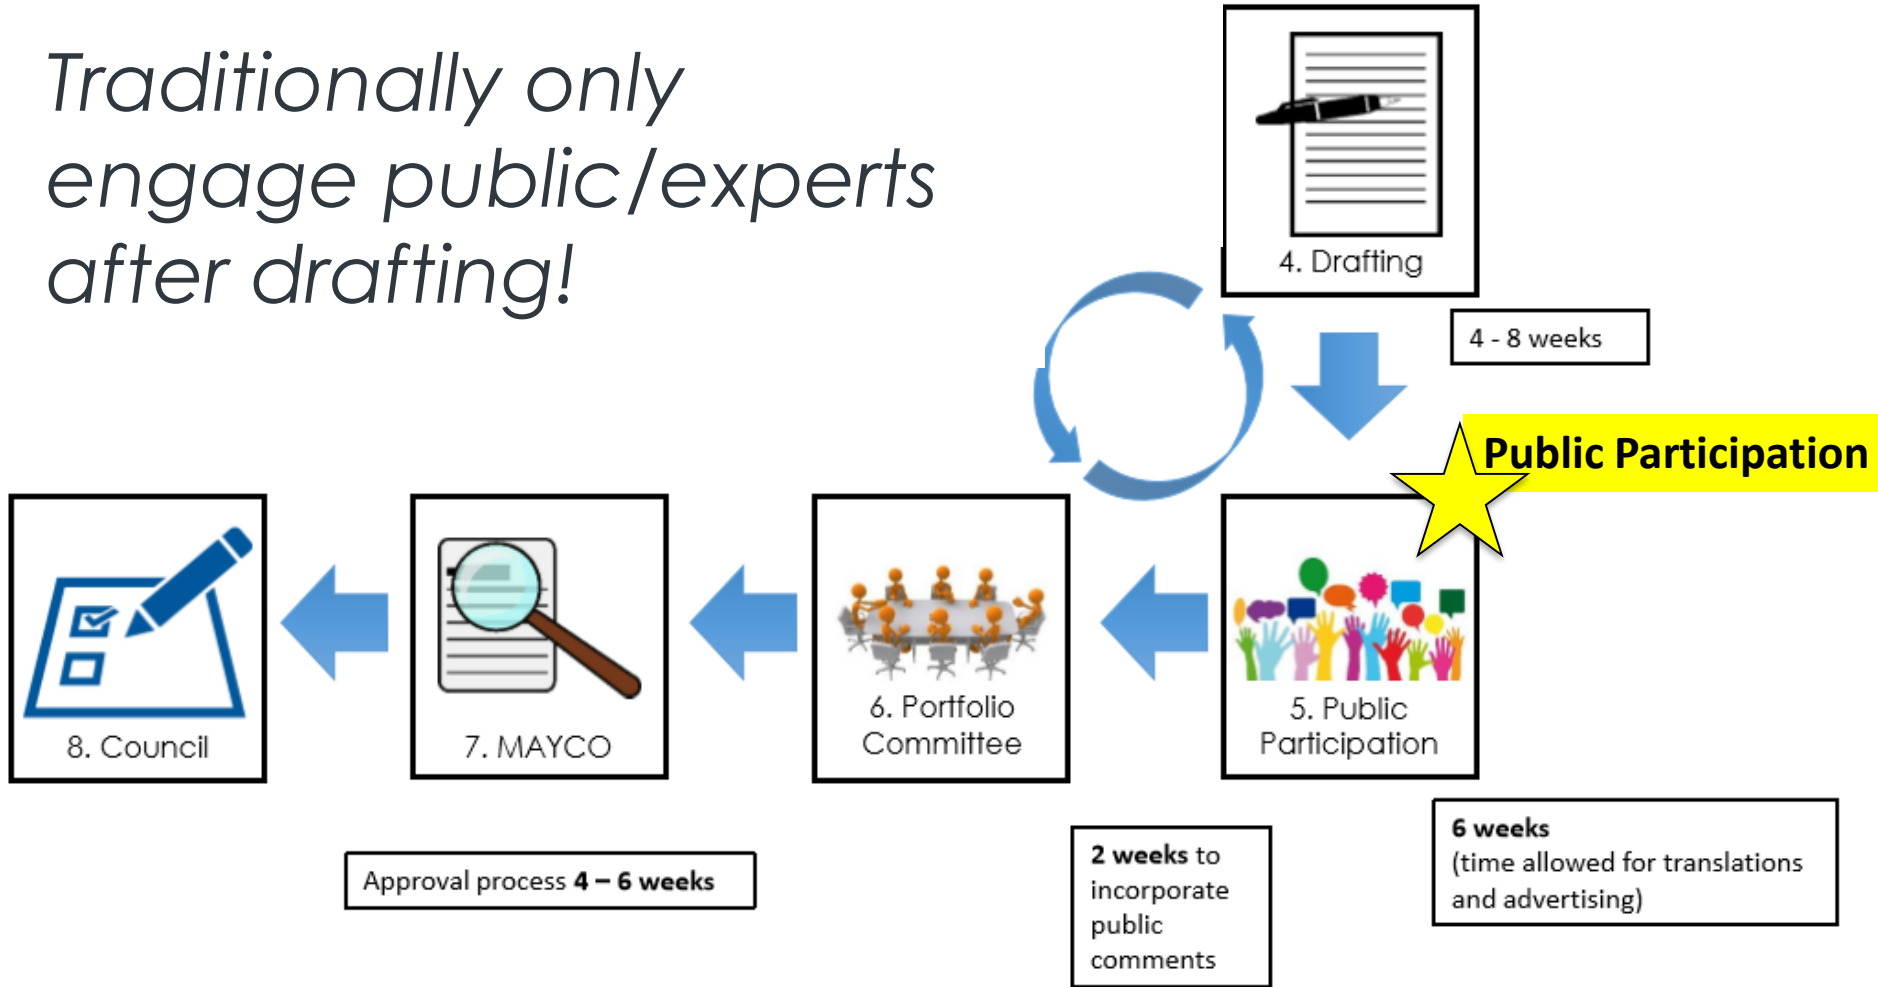 Traditionally only
engage public/experts
after drafting!
4. Drafting
4 - 8 weeks
Public Participation
8. Council
7. MAYCO
6. Portfolio
Committee
5. Public
Participation
Approval process 4 – 6 weeks
2 weeks to
incorporate
public
comments
6 weeks
(time allowed for translations
and advertising)